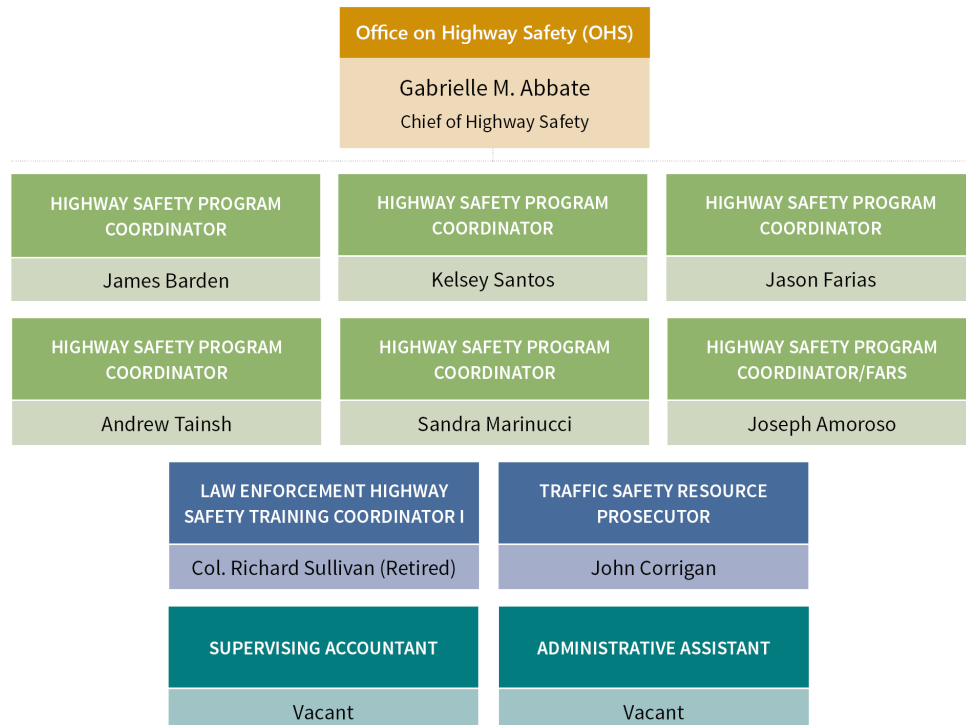 Office on Highway Safety (OHS)
Gabrielle M. Abbate
Chief of Highway Safety
HIGHWAY SAFETY PROGRAM
COORDINATOR
James Barden
HIGHWAY SAFETY PROGRAM
COORDINATOR
Kelsey Santos
HIGHWAY SAFETY PROGRAM
COORDINATOR
Jason Farias
HIGHWAY SAFETY PROGRAM
COORDINATOR
Andrew Tainsh
HIGHWAY SAFETY PROGRAM
COORDINATOR
Sandra Marinucci
HIGHWAY SAFETY PROGRAM
COORDINATOR/FARS
Joseph Amoroso
LAW ENFORCEMENT HIGHWAY
SAFETY TRAINING COORDINATOR I
Col. Richard Sullivan (Retired)
TRAFFIC SAFETY RESOURCE
PROSECUTOR
John Corrigan
SUPERVISING ACCOUNTANT
Vacant
ADMINISTRATIVE ASSISTANT
Vacant